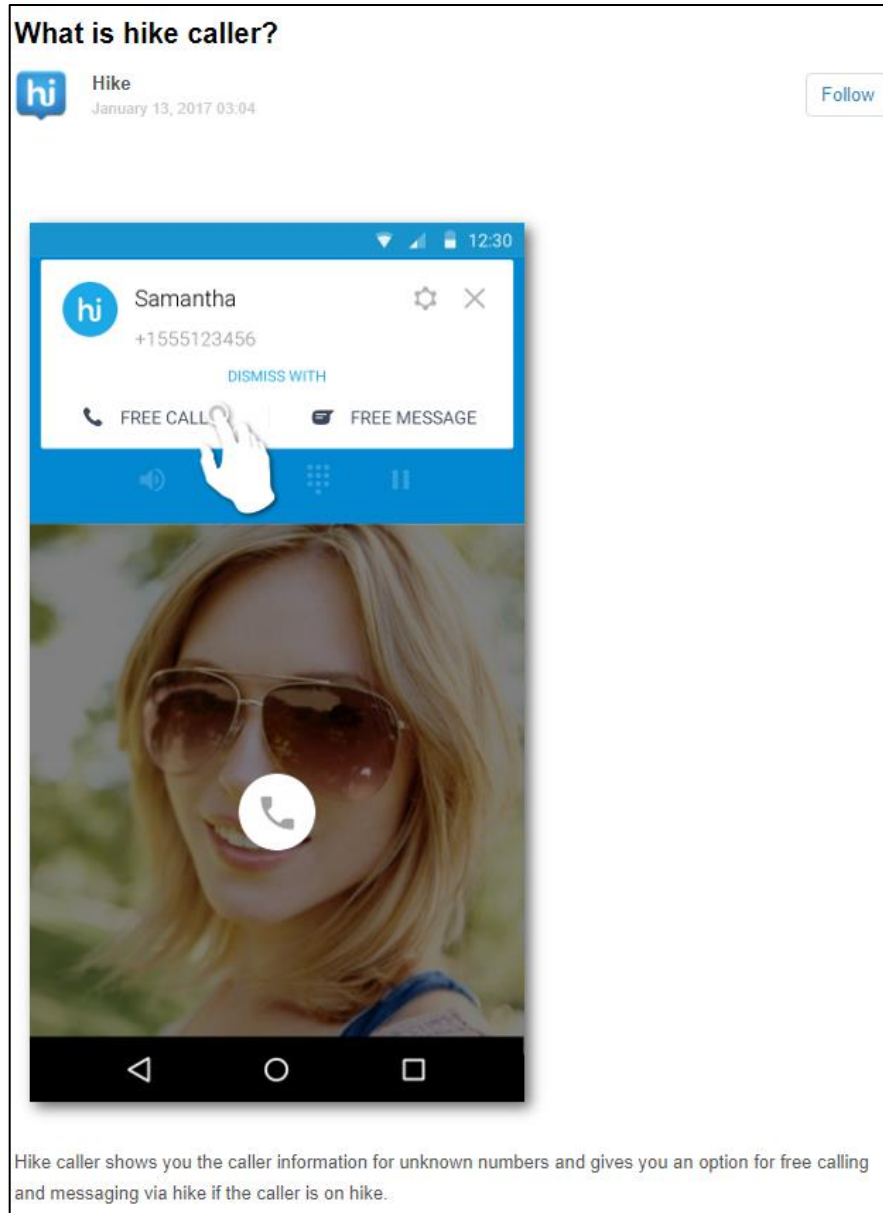 What is hike caller?
hi
Hike
January 13, 2017 03:04
Follow
12:30
hi
Samantha
+1555123456
DISMISS WITH
FREE CALL
FREE MESSAGE
Hike caller shows you the caller information for unknown numbers and gives you an option for free calling
and messaging via hike if the caller is on hike.